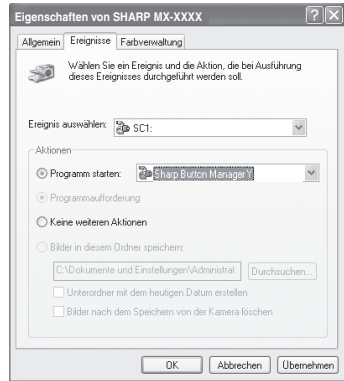 Eigenschaften von SHARP MX-XXXX
Allgemein Ereignisse Farbverwaltung
Wählen Sie ein Ereignis und die Aktion, die bei Ausführung
dieses Ereignisses durchgeführt werden soll.
Ereignis auswählen: SC1:
Aktionen
Programm starten: Sharp Button Manager Y
Programmaufforderung
Keine weiteren Aktionen
Bilder in diesem Ordner speichern:
C:\Dokumente und Einstellungen\Administrat Durchsuchen...
Unterordner mit dem heutigen Datum erstellen
Bilder nach dem Speichern von der Kamera löschen
OK Abbrechen Übernehmen